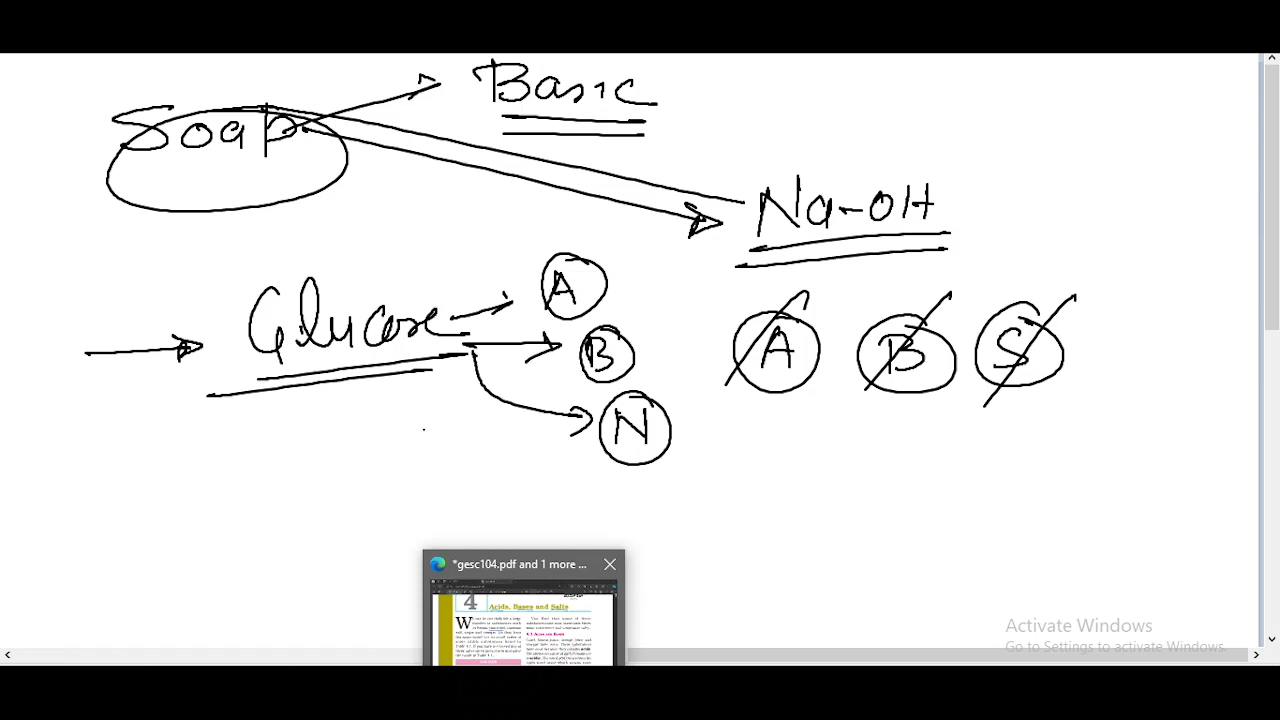 Basic
Soap
Na-OH
Glucose
A
B
N
A B S
*gesc104.pdf and 1 more ...
4
Acids, Bases and Salts
Activate Windows
Go to Settings to activate Windows.